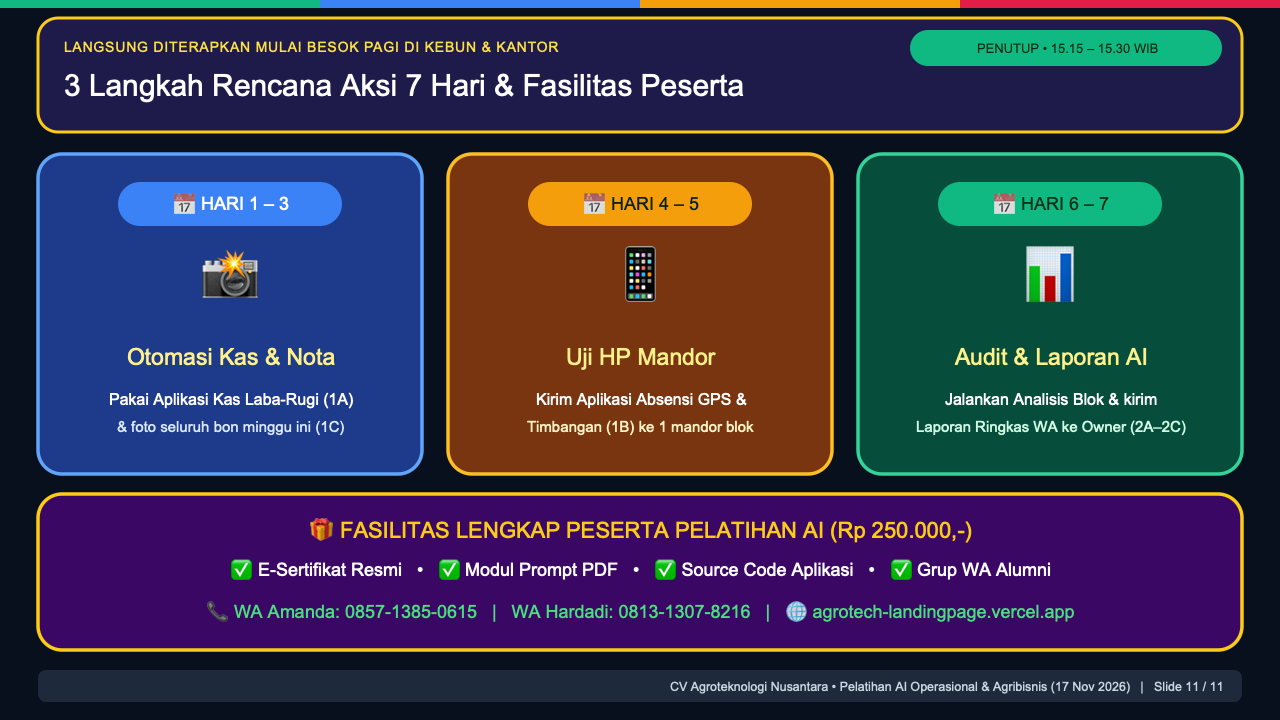 LANGSUNG DITERAPKAN MULAI BESOK PAGI DI KEBUN & KANTOR
PENUTUP • 15.15 – 15.30 WIB
3 Langkah Rencana Aksi 7 Hari & Fasilitas Peserta
📅 HARI 1 – 3
Otomasi Kas & Nota
Pakai Aplikasi Kas Laba-Rugi (1A)
& foto seluruh bon minggu ini (1C)
📅 HARI 4 – 5
Uji HP Mandor
Kirim Aplikasi Absensi GPS &
Timbangan (1B) ke 1 mandor blok
📅 HARI 6 – 7
Audit & Laporan AI
Jalankan Analisis Blok & kirim
Laporan Ringkas WA ke Owner (2A–2C)
🎁 FASILITAS LENGKAP PESERTA PELATIHAN AI (Rp 250.000,-)
✅ E-Sertifikat Resmi • ✅ Modul Prompt PDF • ✅ Source Code Aplikasi • ✅ Grup WA Alumni
📞 WA Amanda: 0857-1385-0615 | WA Hardadi: 0813-1307-8216 | 🌐 agrotech-landingpage.vercel.app
CV Agroteknologi Nusantara • Pelatihan AI Operasional & Agribisnis (17 Nov 2026) | Slide 11 / 11